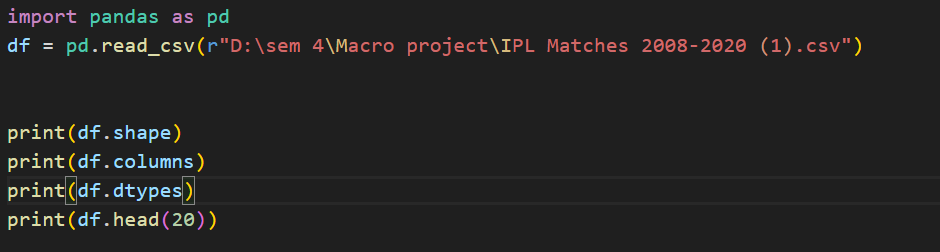 import pandas as pd
df = pd.read_csv(r"D:\sem 4\Macro project\IPL Matches 2008-2020 (1).csv")
print(df.shape)
print(df.columns)
print(df.dtypes)
print(df.head(20))